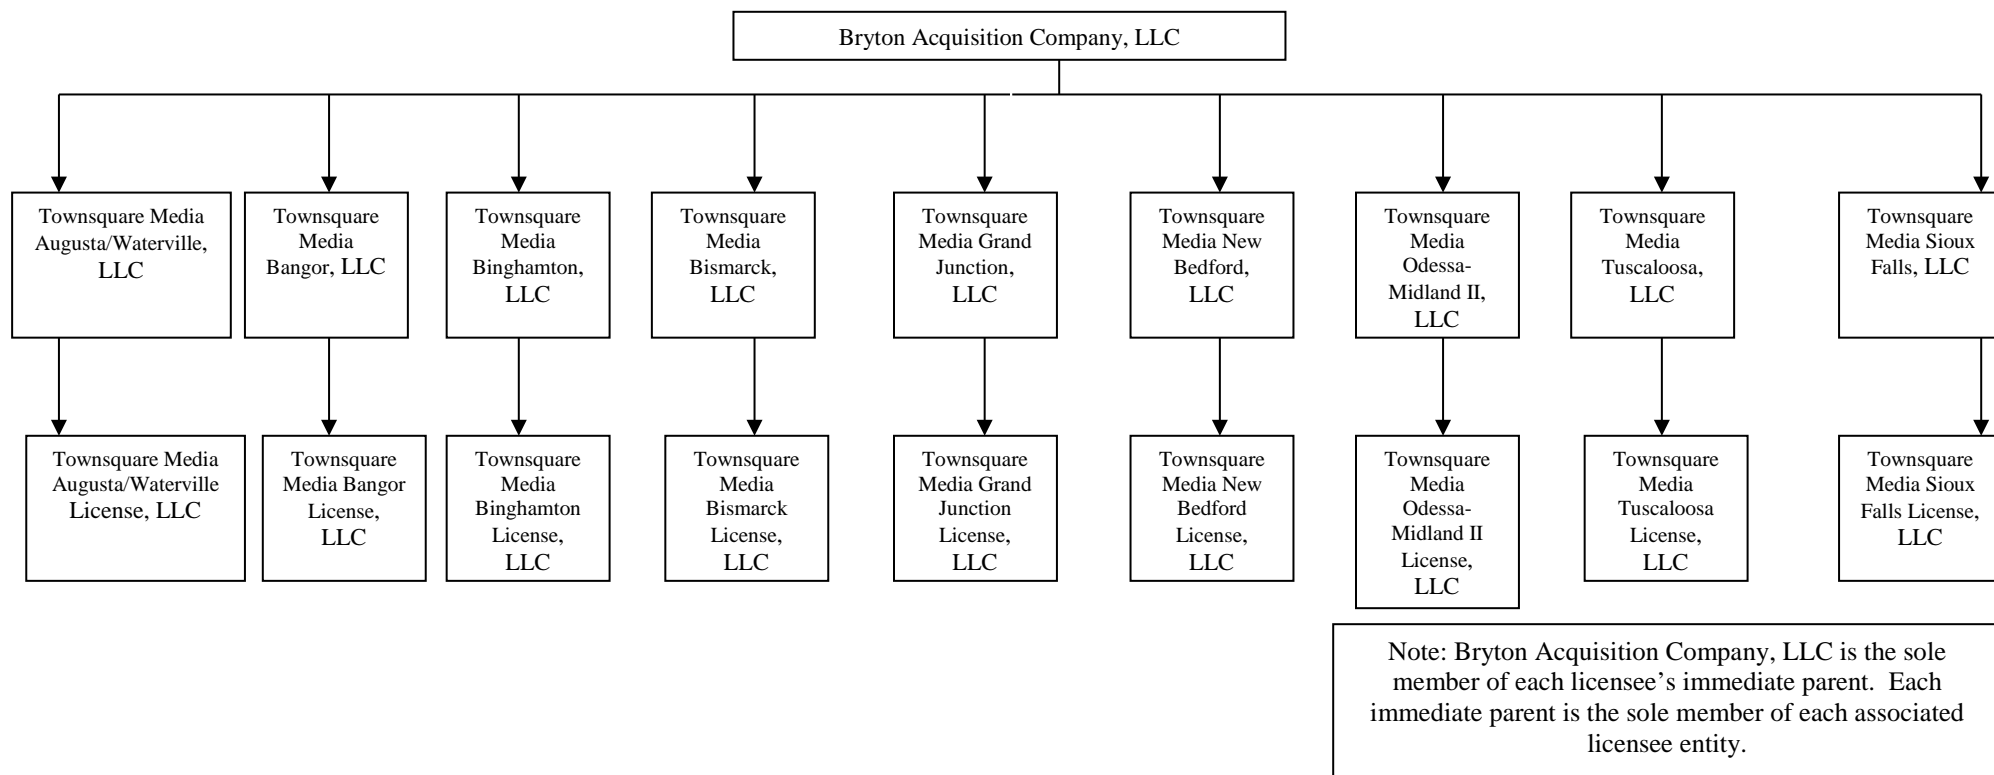 Bryton Acquisition Company, LLC
Townsquare Media
Augusta/Waterville,
LLC
Townsquare
Media
Bangor, LLC
Townsquare
Media
Binghamton,
LLC
Townsquare
Media
Bismarck,
LLC
Townsquare
Media Grand
Junction,
LLC
Townsquare
Media New
Bedford,
LLC
Townsquare
Media
Odessa-
Midland II,
LLC
Townsquare
Media
Tuscaloosa,
LLC
Townsquare
Media Sioux
Falls, LLC
Townsquare Media
Augusta/Waterville
License, LLC
Townsquare
Media Bangor
License,
LLC
Townsquare
Media
Binghamton
License,
LLC
Townsquare
Media
Bismarck
License,
LLC
Townsquare
Media Grand
Junction
License,
LLC
Townsquare
Media New
Bedford
License,
LLC
Townsquare
Media
Odessa-
Midland II
License,
LLC
Townsquare
Media
Tuscaloosa
License,
LLC
Townsquare
Media Sioux
Falls License,
LLC
Note: Bryton Acquisition Company, LLC is the sole
member of each licensee’s immediate parent.  Each
immediate parent is the sole member of each associated
licensee entity.